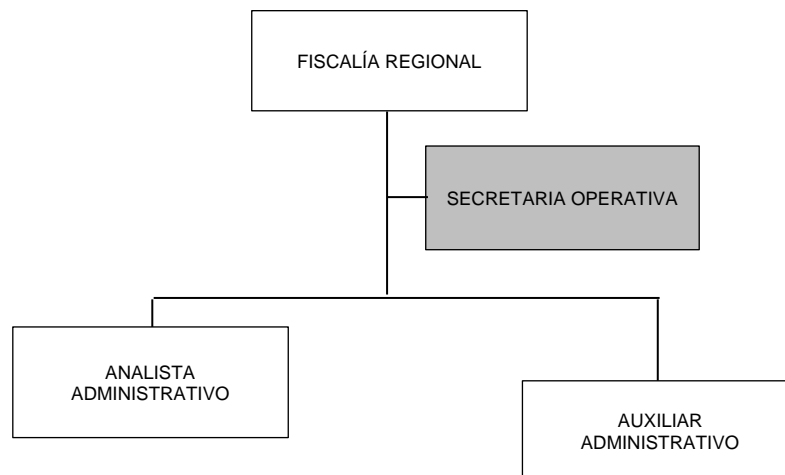 FISCALÍA REGIONAL
SECRETARIA OPERATIVA
ANALISTA
ADMINISTRATIVO
AUXILIAR
ADMINISTRATIVO